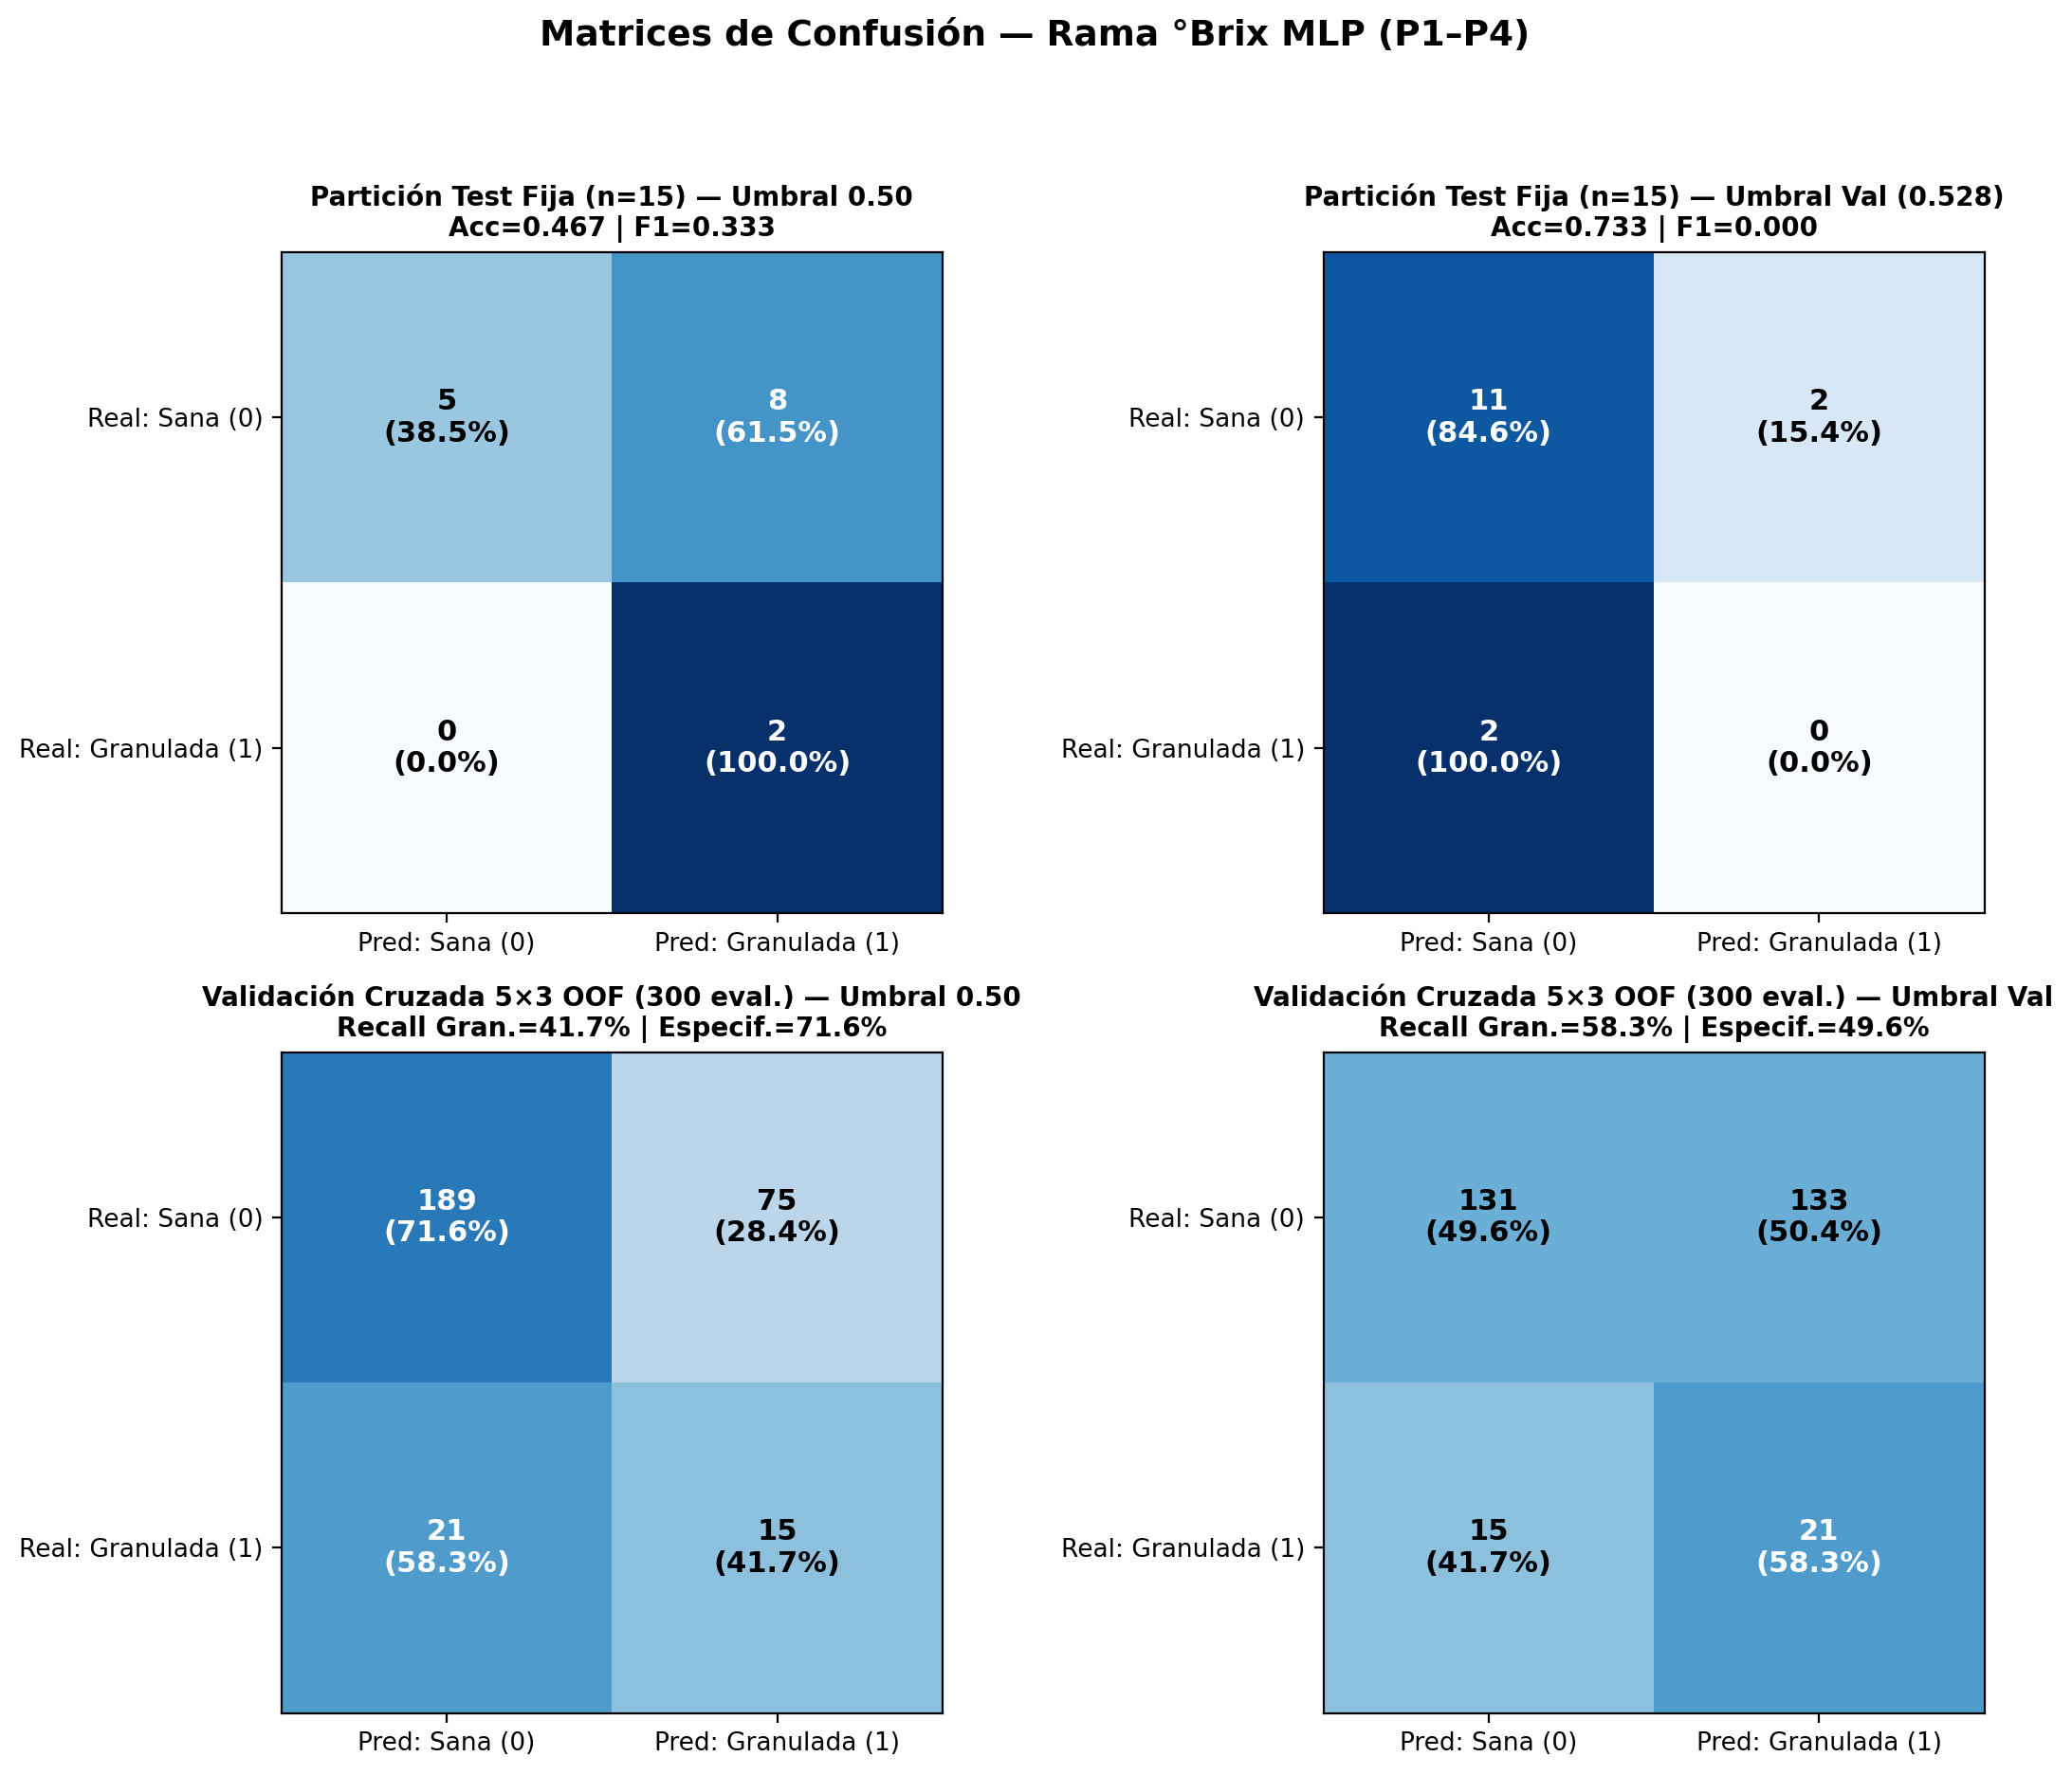 Matrices de Confusión — Rama °Brix MLP (P1–P4)
Partición Test Fija (n=15) — Umbral 0.50
Acc=0.467 | F1=0.333
Real: Sana (0)
5
(38.5%)
8
(61.5%)
Real: Granulada (1)
0
(0.0%)
2
(100.0%)
Pred: Sana (0)
Pred: Granulada (1)
Partición Test Fija (n=15) — Umbral Val (0.528)
Acc=0.733 | F1=0.000
Real: Sana (0)
11
(84.6%)
2
(15.4%)
Real: Granulada (1)
2
(100.0%)
0
(0.0%)
Pred: Sana (0)
Pred: Granulada (1)
Validación Cruzada 5×3 OOF (300 eval.) — Umbral 0.50
Recall Gran.=41.7% | Especif.=71.6%
Real: Sana (0)
189
(71.6%)
75
(28.4%)
Real: Granulada (1)
21
(58.3%)
15
(41.7%)
Pred: Sana (0)
Pred: Granulada (1)
Validación Cruzada 5×3 OOF (300 eval.) — Umbral Val
Recall Gran.=58.3% | Especif.=49.6%
Real: Sana (0)
131
(49.6%)
133
(50.4%)
Real: Granulada (1)
15
(41.7%)
21
(58.3%)
Pred: Sana (0)
Pred: Granulada (1)